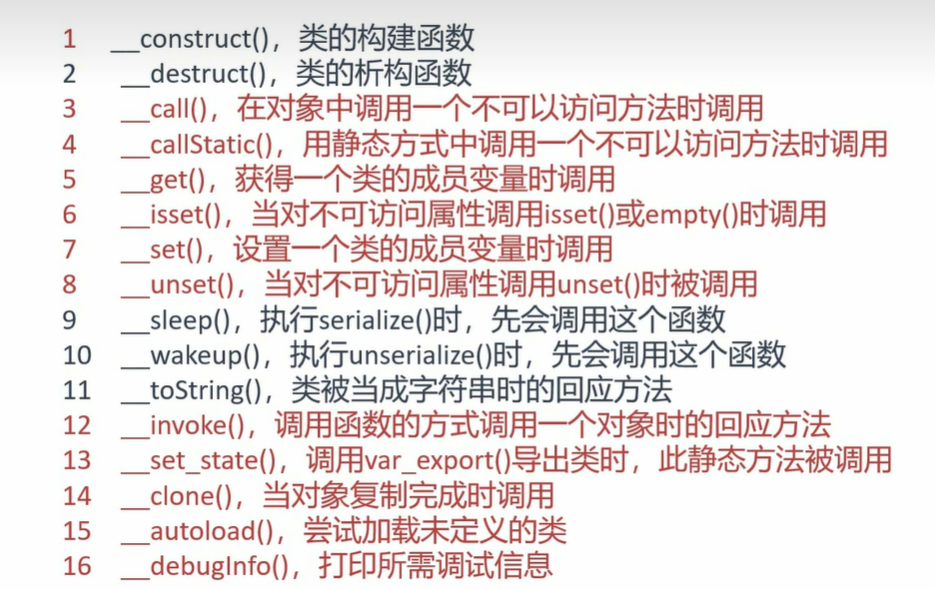 1 __construct()，类的构建函数
2 __destruct()，类的析构函数
3 __call()，在对象中调用一个不可以访问方法时调用
4 __callStatic()，用静态方式中调用一个不可以访问方法时调用
5 __get()，获得一个类的成员变量时调用
6 __isset()，当对不可访问属性调用isset()或empty()时调用
7 __set()，设置一个类的成员变量时调用
8 __unset()，当对不可访问属性调用unset()时被调用
9 __sleep()，执行serialize()时，先会调用这个函数
10 __wakeup()，执行unserialize()时，先会调用这个函数
11 __toString()，类被当成字符串时的回应方法
12 __invoke()，调用函数的方式调用一个对象时的回应方法
13 __set_state()，调用var_export()导出类时，此静态方法被调用
14 __clone()，当对象复制完成时调用
15 __autoload()，尝试加载未定义的类
16 __debugInfo()，打印所需调试信息